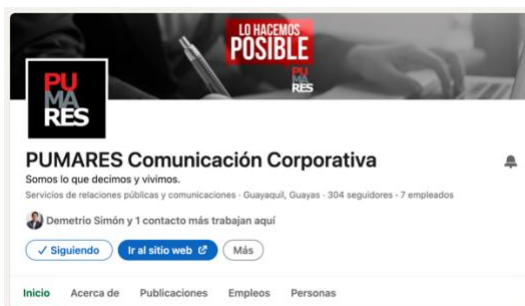 LO HACEMOS
POSIBLE
PU
MA
RES
PU
MA
RES
PUMARES Comunicación Corporativa
Somos lo que decimos y vivimos.
Servicios de relaciones públicas y comunicaciones · Guayaquil, Guayas · 304 seguidores · 7 empleados
Demetrio Simón y 1 contacto más trabajan aquí
✓ Siguiendo Ir al sitio web Más
Inicio Acerca de Publicaciones Empleos Personas